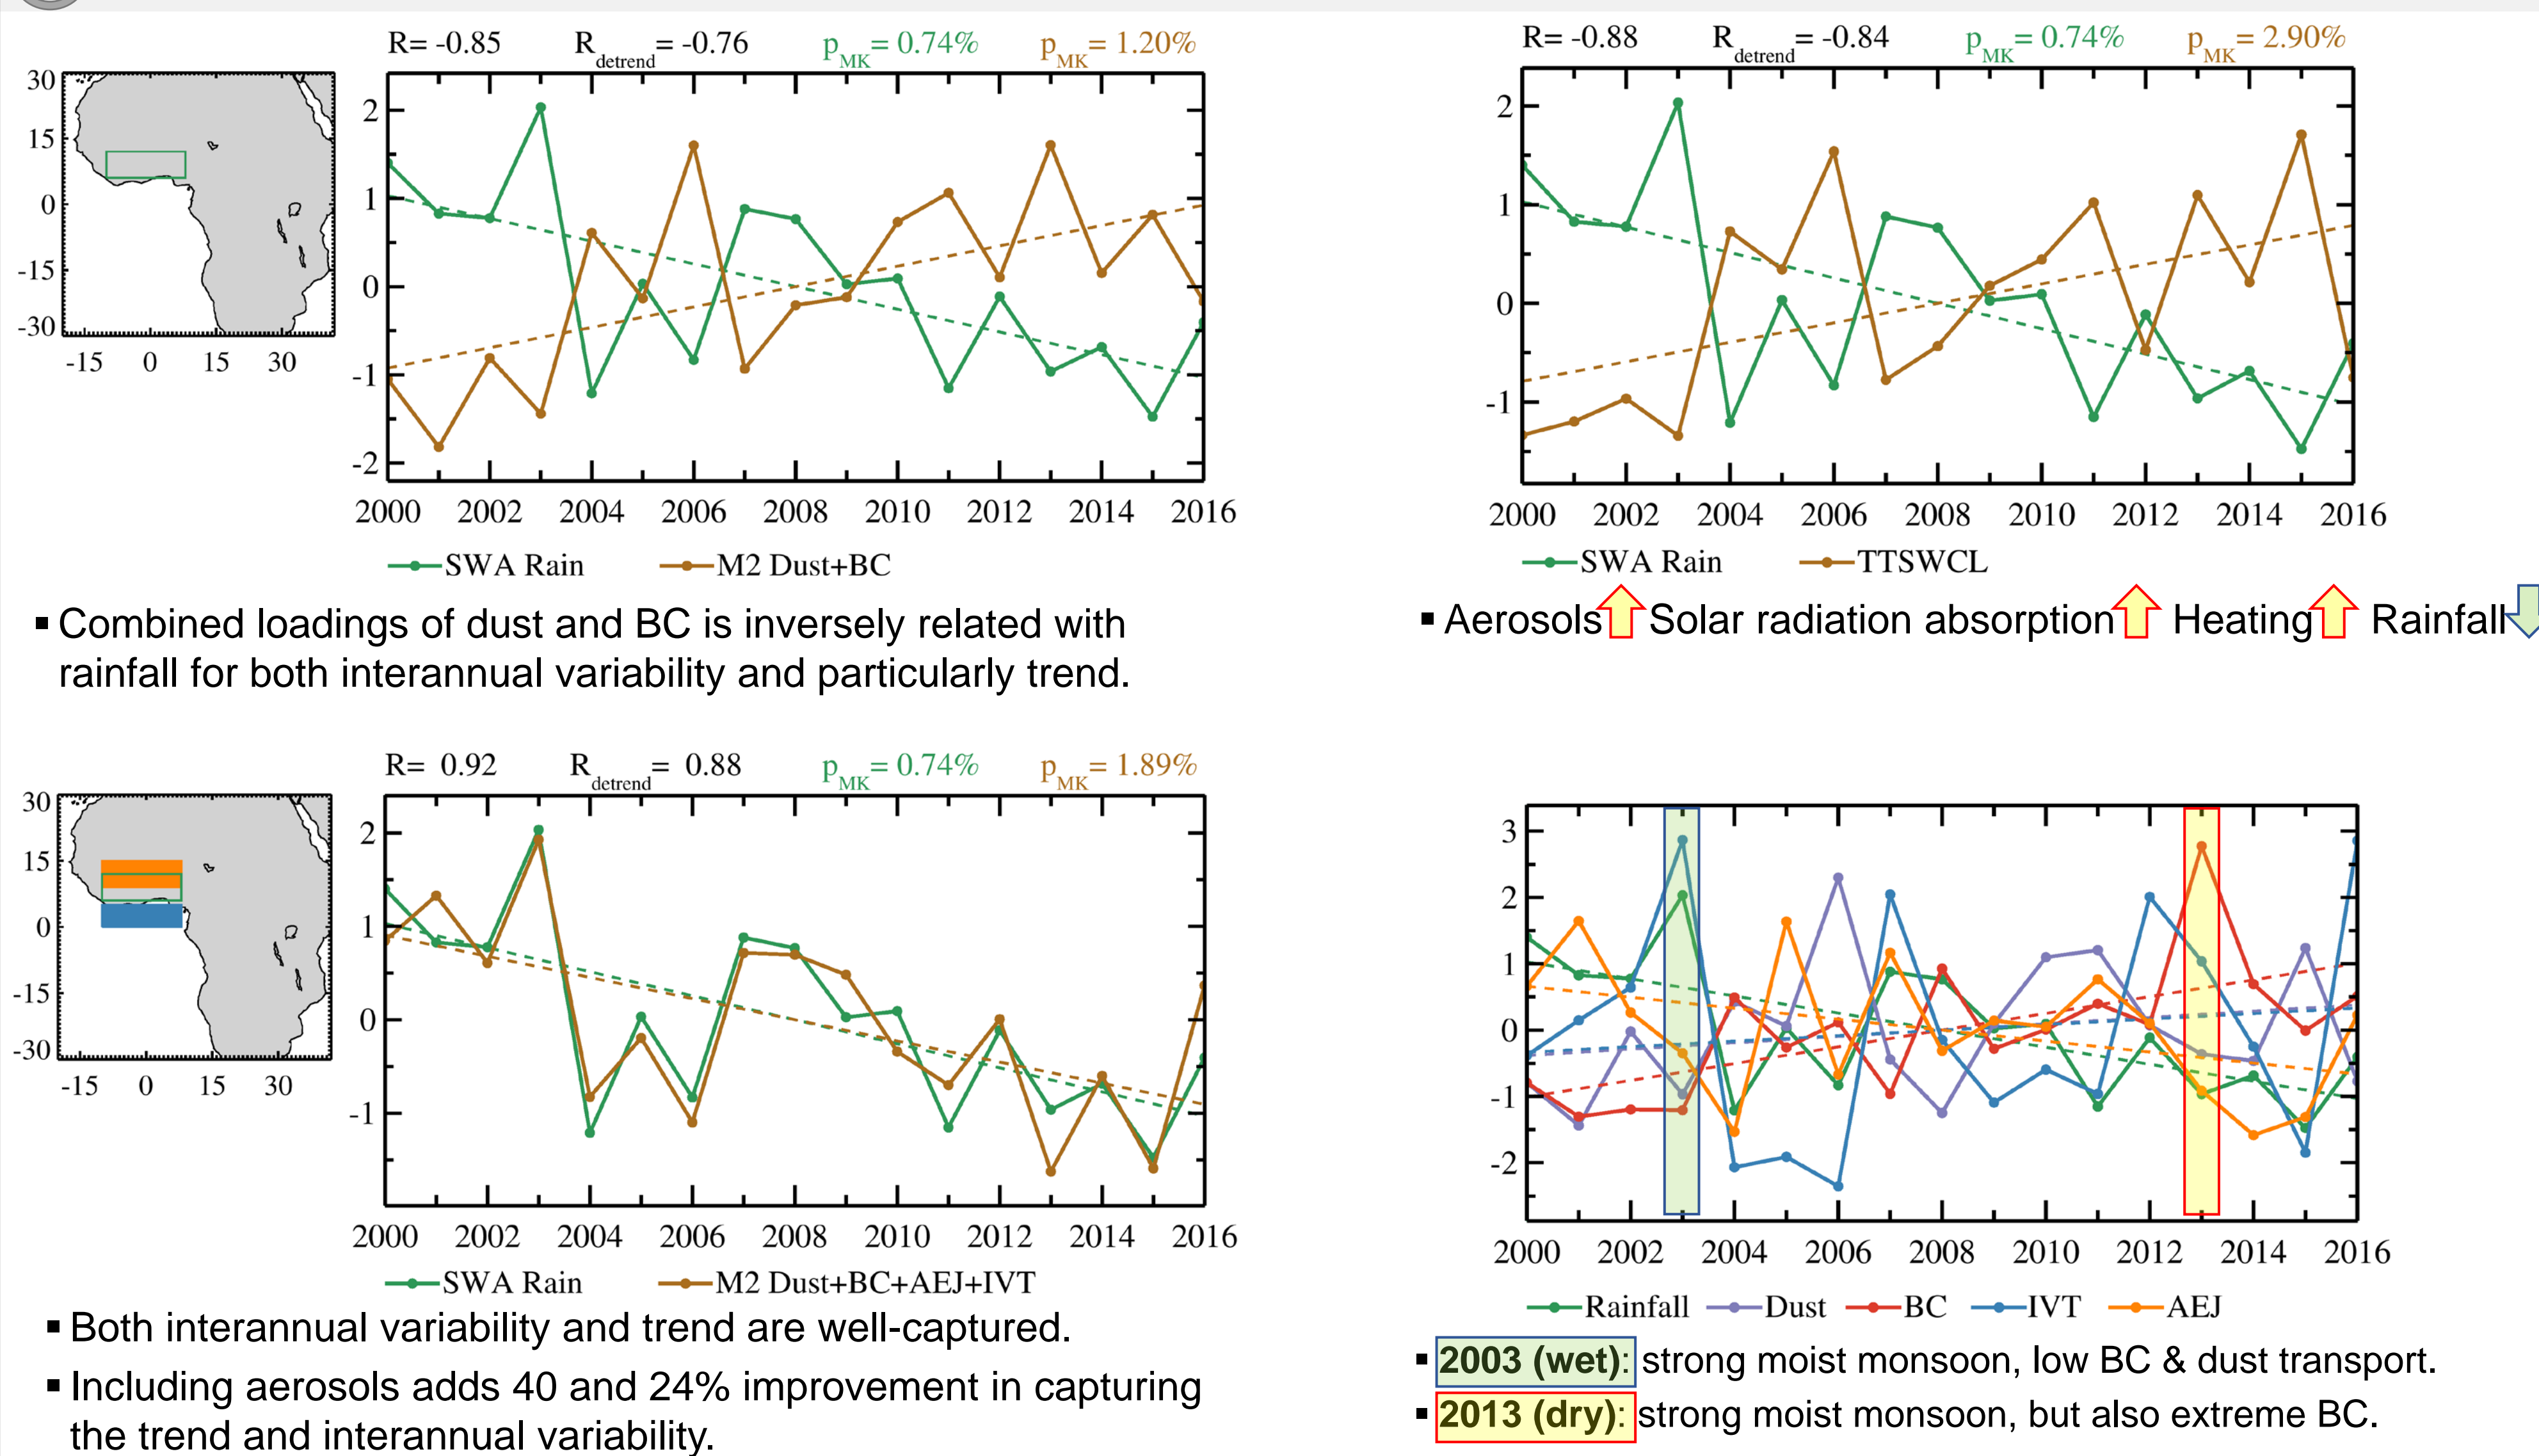 R= -0.85 R detrend = -0.76 pMK= 0.74% pMK= 1.20%
30
15
0
-15
-30
-15 0 15 30
2
1
0
-1
-2
2000 2002 2004 2006 2008 2010 2012 2014 2016
SWA Rain M2 Dust+BC
▪ Combined loadings of dust and BC is inversely related with
rainfall for both interannual variability and particularly trend.
R= -0.88 R detrend = -0.84 pMK= 0.74% pMK= 2.90%
2
1
0
-1
2000 2002 2004 2006 2008 2010 2012 2014 2016
SWA Rain TTSWCL
▪ Aerosols Solar radiation absorption Heating Rainfall
R= 0.92 R detrend = 0.88 pMK= 0.74% pMK= 1.89%
30
15
0
-15
-30
-15 0 15 30
2
1
0
-1
2000 2002 2004 2006 2008 2010 2012 2014 2016
SWA Rain M2 Dust+BC+AEJ+IVT
▪ Both interannual variability and trend are well-captured.
▪ Including aerosols adds 40 and 24% improvement in capturing
the trend and interannual variability.
3
2
1
0
-1
-2
2000 2002 2004 2006 2008 2010 2012 2014 2016
Rainfall Dust BC IVT AEJ
▪ 2003 (wet): strong moist monsoon, low BC & dust transport.
▪ 2013 (dry): strong moist monsoon, but also extreme BC.